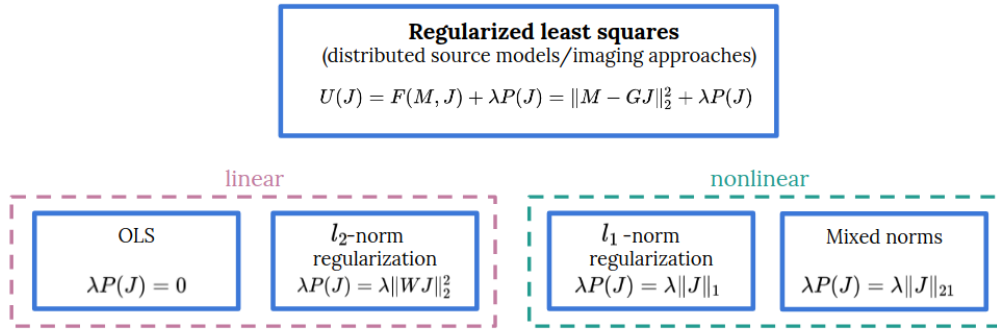 Regularized least squares
(distributed source models/imaging approaches)
U(J) = F(M, J) + λP(J) = ‖M − GJ‖₂² + λP(J)
linear
nonlinear
OLS
λP(J) = 0
l₂-norm
regularization
λP(J) = λ‖WJ‖₂²
l₁ -norm
regularization
λP(J) = λ‖J‖₁
Mixed norms
λP(J) = λ‖J‖₂₁